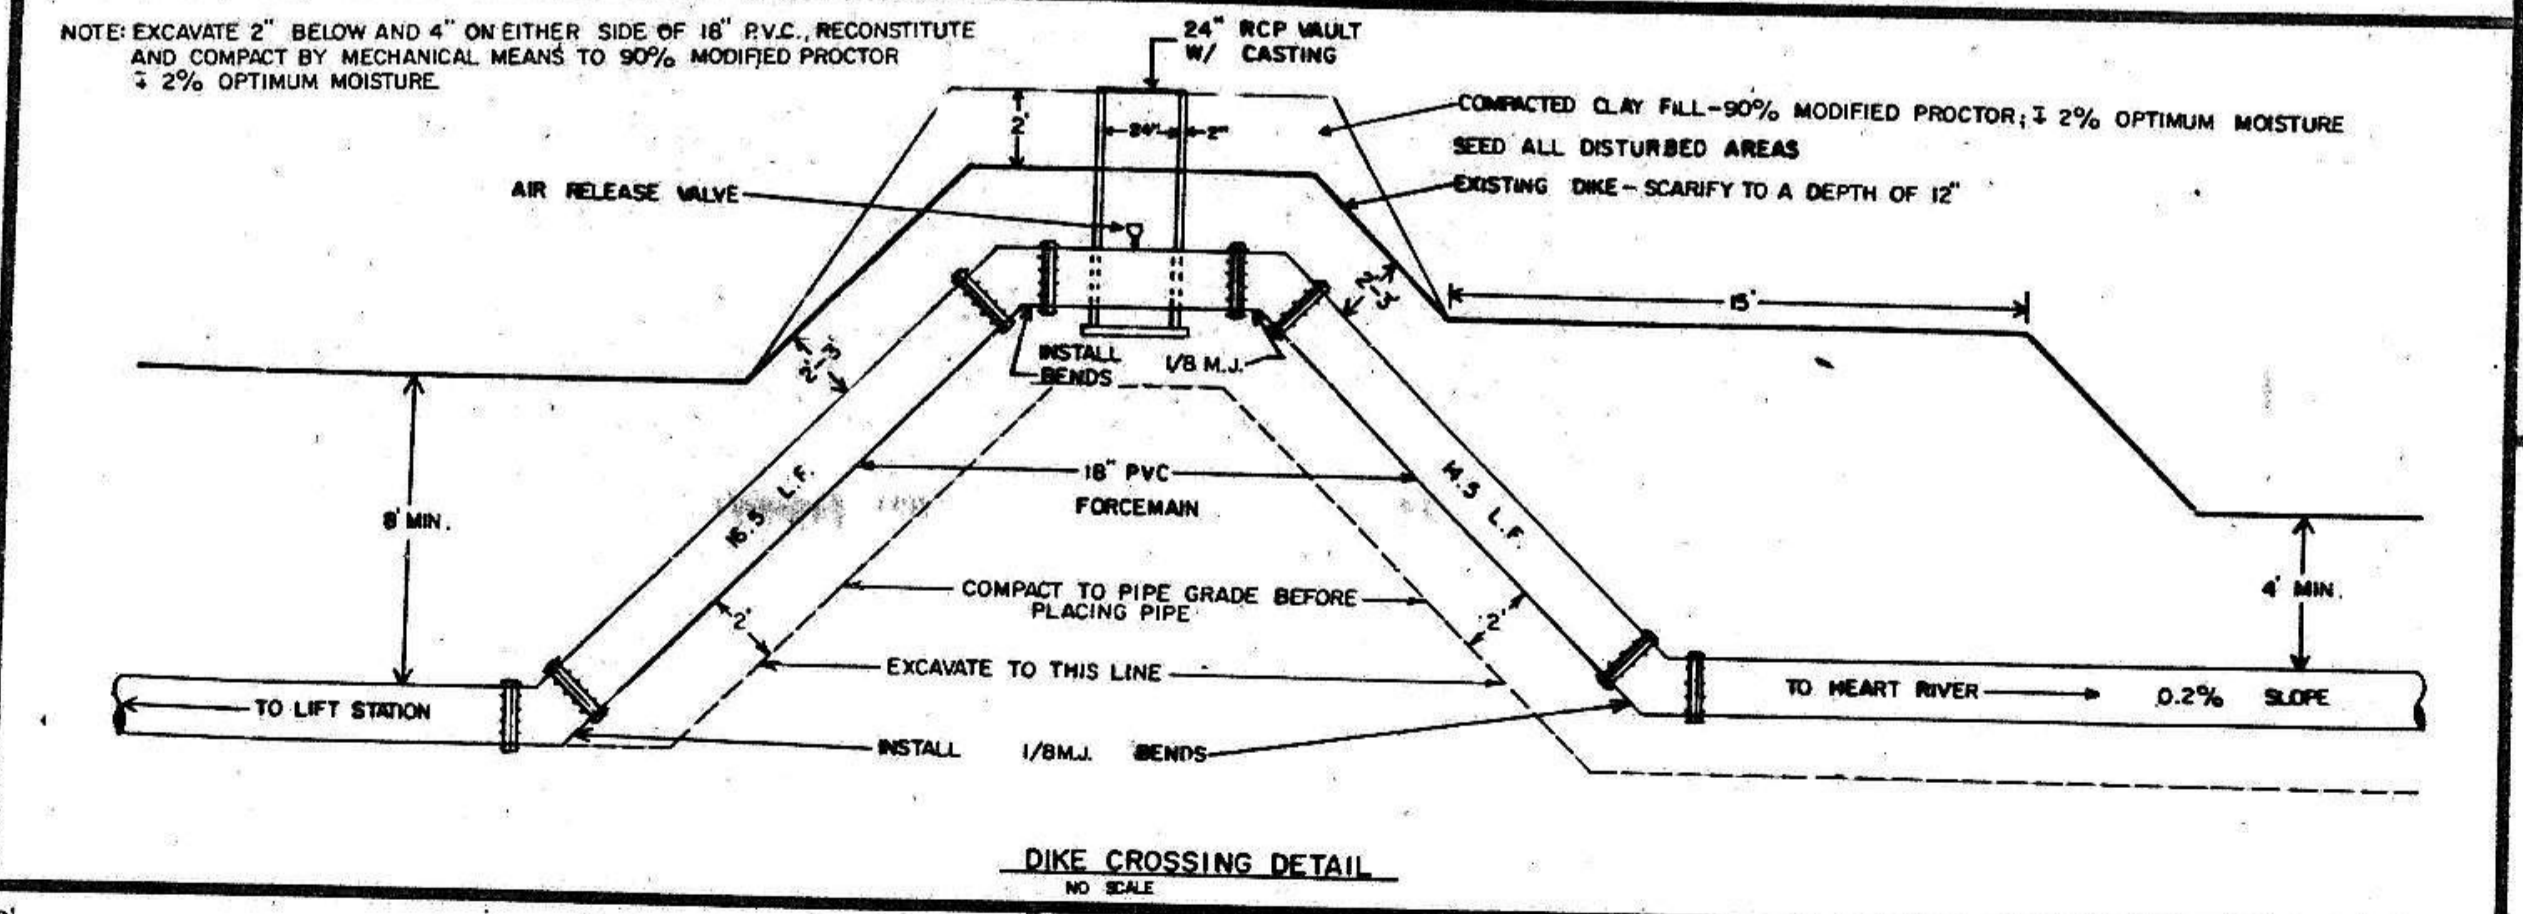 NOTE: EXCAVATE 2" BELOW AND 4" ON EITHER SIDE OF 18" P.V.C., RECONSTITUTE
AND COMPACT BY MECHANICAL MEANS TO 90% MODIFIED PROCTOR
∓ 2% OPTIMUM MOISTURE
24" RCP VAULT
W/ CASTING
COMPACTED CLAY FILL-90% MODIFIED PROCTOR; ∓ 2% OPTIMUM MOISTURE
SEED ALL DISTURBED AREAS
EXISTING DIKE - SCARIFY TO A DEPTH OF 12"
2'
24"
2"
AIR RELEASE VALVE
2'-3'
2'-3'
15'
INSTALL
BENDS
1/8 M.J.
8' MIN.
16.5 L.F.
18" PVC
FORCEMAIN
14.5 L.F.
4' MIN.
COMPACT TO PIPE GRADE BEFORE
PLACING PIPE
2'
2'
EXCAVATE TO THIS LINE
TO LIFT STATION
TO HEART RIVER
0.2% SLOPE
INSTALL 1/8 M.J. BENDS
DIKE CROSSING DETAIL
NO SCALE